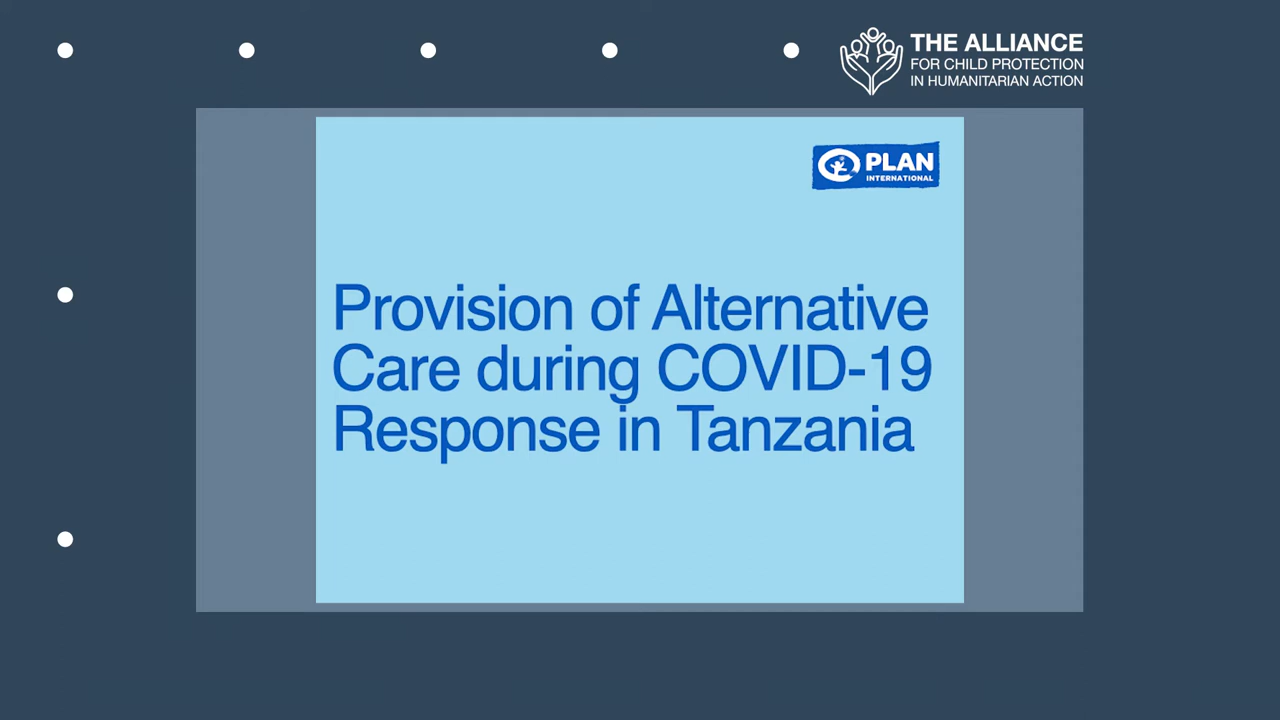 THE ALLIANCE
FOR CHILD PROTECTION
IN HUMANITARIAN ACTION
PLAN
INTERNATIONAL
Provision of Alternative
Care during COVID-19
Response in Tanzania